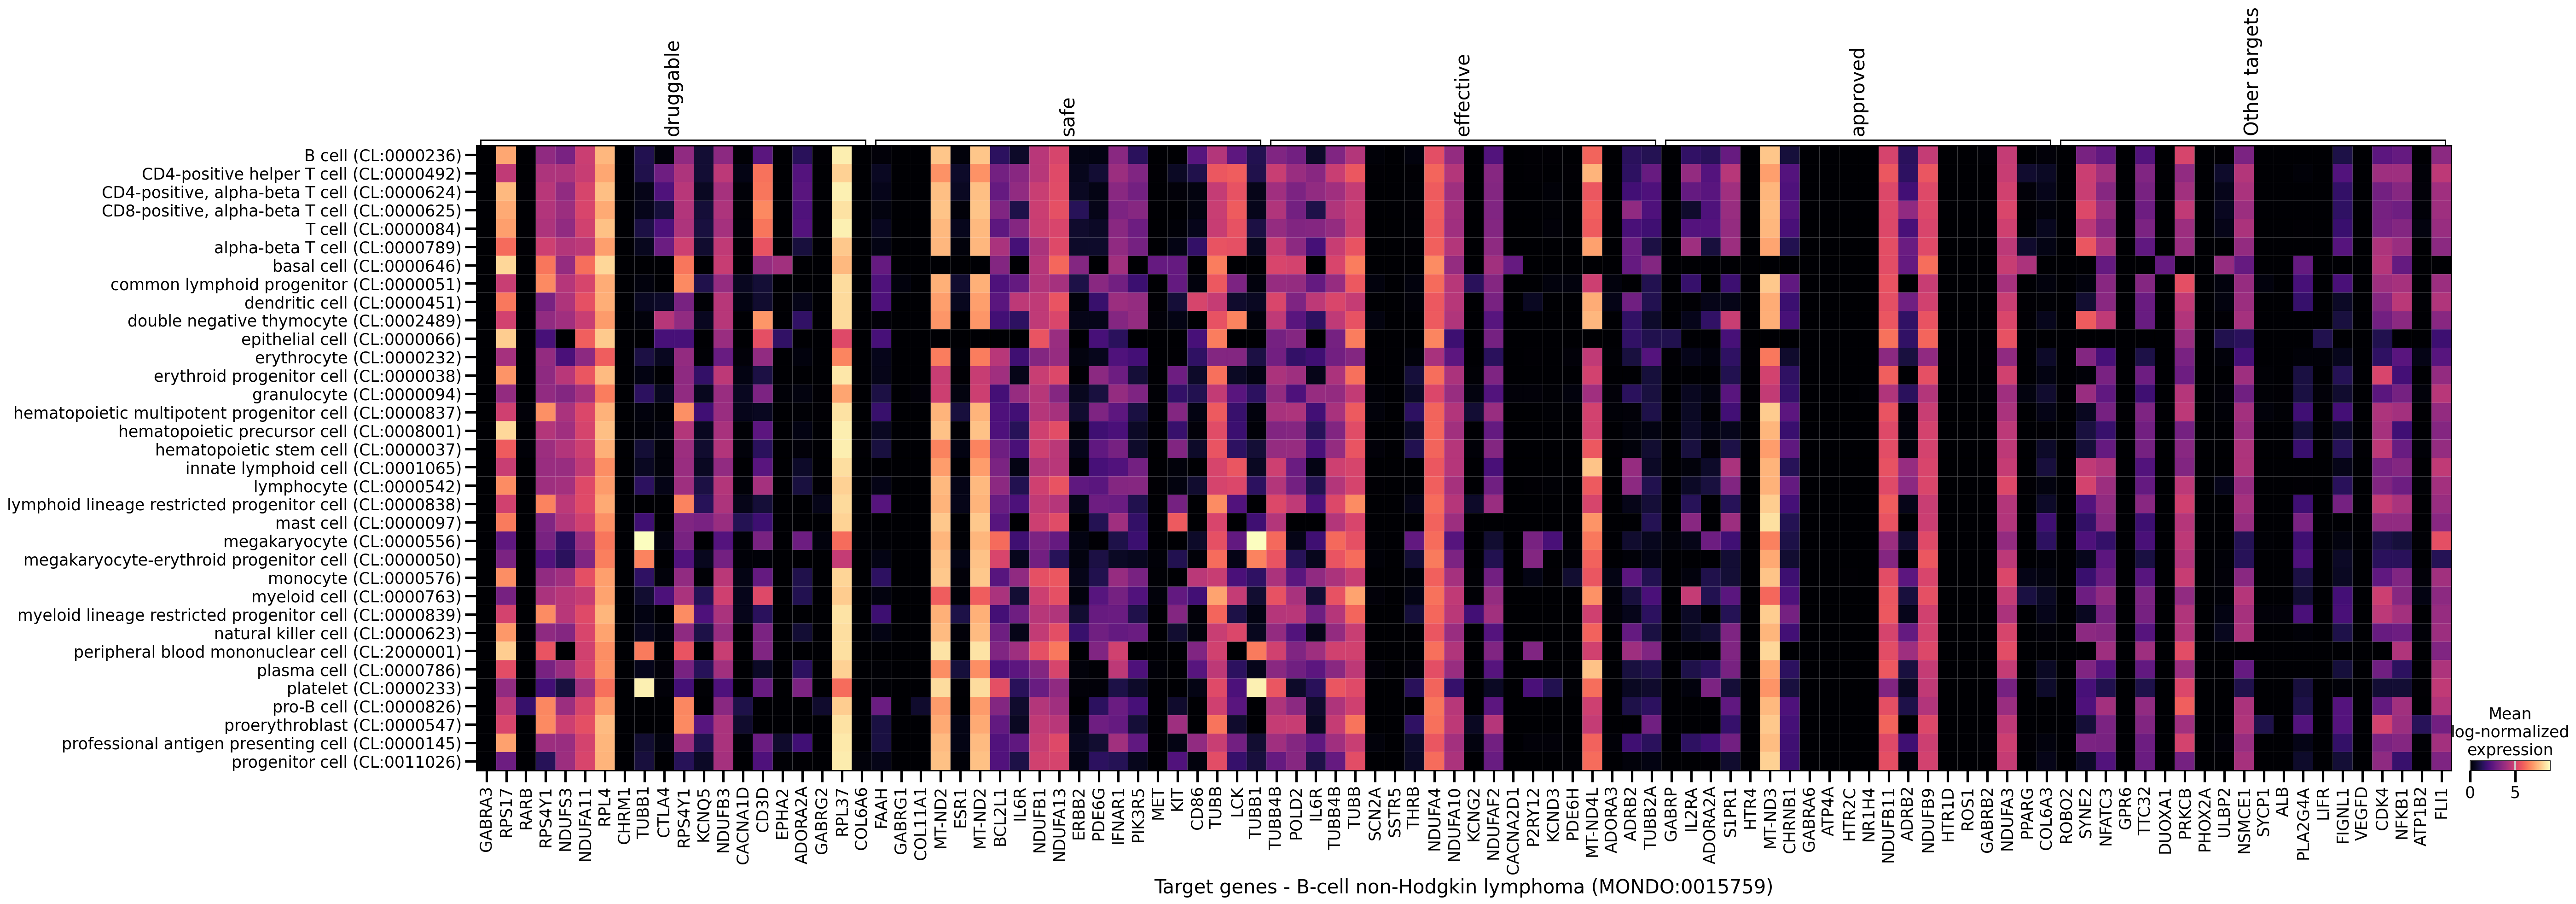 druggable
safe
effective
approved
Other targets
B cell (CL:0000236)
CD4-positive helper T cell (CL:0000492)
CD4-positive, alpha-beta T cell (CL:0000624)
CD8-positive, alpha-beta T cell (CL:0000625)
T cell (CL:0000084)
alpha-beta T cell (CL:0000789)
basal cell (CL:0000646)
common lymphoid progenitor (CL:0000051)
dendritic cell (CL:0000451)
double negative thymocyte (CL:0002489)
epithelial cell (CL:0000066)
erythrocyte (CL:0000232)
erythroid progenitor cell (CL:0000038)
granulocyte (CL:0000094)
hematopoietic multipotent progenitor cell (CL:0000837)
hematopoietic precursor cell (CL:0008001)
hematopoietic stem cell (CL:0000037)
innate lymphoid cell (CL:0001065)
lymphocyte (CL:0000542)
lymphoid lineage restricted progenitor cell (CL:0000838)
mast cell (CL:0000097)
megakaryocyte (CL:0000556)
megakaryocyte-erythroid progenitor cell (CL:0000050)
monocyte (CL:0000576)
myeloid cell (CL:0000763)
myeloid lineage restricted progenitor cell (CL:0000839)
natural killer cell (CL:0000623)
peripheral blood mononuclear cell (CL:2000001)
plasma cell (CL:0000786)
platelet (CL:0000233)
pro-B cell (CL:0000826)
proerythroblast (CL:0000547)
professional antigen presenting cell (CL:0000145)
progenitor cell (CL:0011026)
GABRA3
RPS17
RARB
RPS4Y1
NDUFS3
NDUFA11
RPL4
CHRM1
TUBB1
CTLA4
RPS4Y1
KCNQ5
NDUFB3
CACNA1D
CD3D
EPHA2
ADORA2A
GABRG2
RPL37
COL6A6
FAAH
GABRG1
COL11A1
MT-ND2
ESR1
MT-ND2
BCL2L1
IL6R
NDUFB1
NDUFA13
ERBB2
PDE6G
IFNAR1
PIK3R5
MET
KIT
CD86
TUBB
LCK
TUBB1
TUBB4B
POLD2
IL6R
TUBB4B
TUBB
SCN2A
SSTR5
THRB
NDUFA4
NDUFA10
KCNG2
NDUFAF2
CACNA2D1
P2RY12
KCND3
PDE6H
MT-ND4L
ADORA3
ADRB2
TUBB2A
GABRP
IL2RA
ADORA2A
S1PR1
HTR4
MT-ND3
CHRNB1
GABRA6
ATP4A
HTR2C
NR1H4
NDUFB11
ADRB2
NDUFB9
HTR1D
ROS1
GABRB2
NDUFA3
PPARG
COL6A3
ROBO2
SYNE2
NFATC3
GPR6
TTC32
DUOXA1
PRKCB
PHOX2A
ULBP2
NSMCE1
SYCP1
ALB
PLA2G4A
LIFR
FIGNL1
VEGFD
CDK4
NFKB1
ATP1B2
FLI1
Target genes - B-cell non-Hodgkin lymphoma (MONDO:0015759)
Mean
log-normalized
expression
0 5